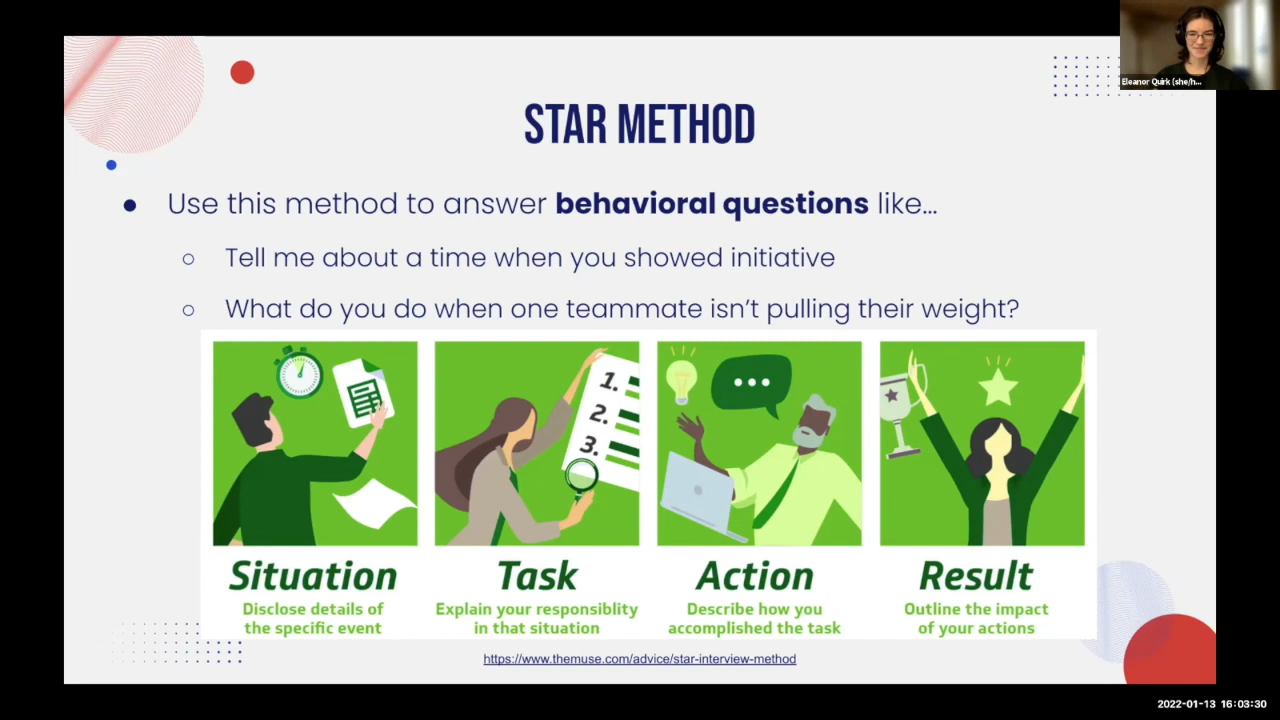 Eleanor Quirk (she/h...
STAR METHOD
● Use this method to answer behavioral questions like…
○ Tell me about a time when you showed initiative
○ What do you do when one teammate isn’t pulling their weight?
1.
2.
3.
Situation
Disclose details of
the specific event
Task
Explain your responsiblity
in that situation
Action
Describe how you
accomplished the task
Result
Outline the impact
of your actions
https://www.themuse.com/advice/star-interview-method
2022-01-13 16:03:30